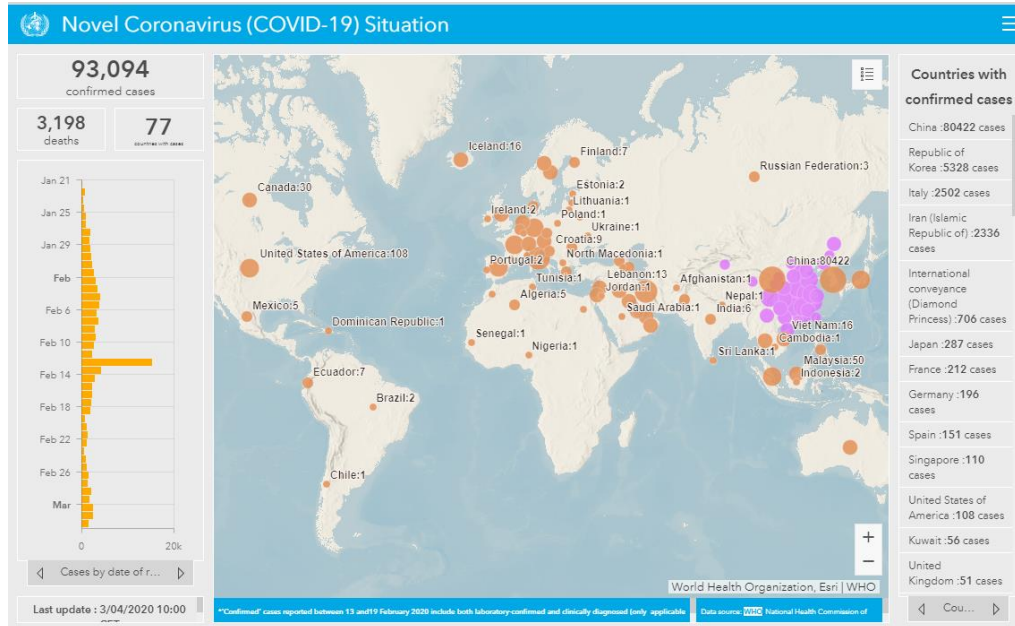 Novel Coronavirus (COVID-19) Situation
93,094
confirmed cases
3,198
deaths
77
countries with cases
Jan 21
Jan 25
Jan 29
Feb
Feb 6
Feb 10
Feb 14
Feb 18
Feb 22
Feb 26
Mar
0
20k
Cases by date of r...
Last update : 3/04/2020 10:00
CET
Iceland:16
Finland:7
Russian Federation:3
Canada:30
Estonia:2
Lithuania:1
Ireland:2
Poland:1
Ukraine:1
Croatia:9
United States of America:108
Portugal:2
North Macedonia:1
China:80422
Tunisia:1
Lebanon:13
Afghanistan:1
Jordan:1
Algeria:5
Nepal:1
Mexico:5
Saudi Arabia:1
India:6
Dominican Republic:1
Viet Nam:16
Senegal:1
Cambodia:1
Nigeria:1
Sri Lanka:1
Malaysia:50
Ecuador:7
Indonesia:2
Brazil:2
Chile:1
+
−
World Health Organization, Esri | WHO
*"Confirmed" cases reported between 13 and19 February 2020 include both laboratory-confirmed and clinically diagnosed (only applicable
Data source: WHO National Health Commission of
Countries with
confirmed cases
China :80422 cases
Republic of
Korea :5328 cases
Italy :2502 cases
Iran (Islamic
Republic of) :2336
cases
International
conveyance
(Diamond
Princess) :706 cases
Japan :287 cases
France :212 cases
Germany :196
cases
Spain :151 cases
Singapore :110
cases
United States of
America :108 cases
Kuwait :56 cases
United
Kingdom :51 cases
Cou...